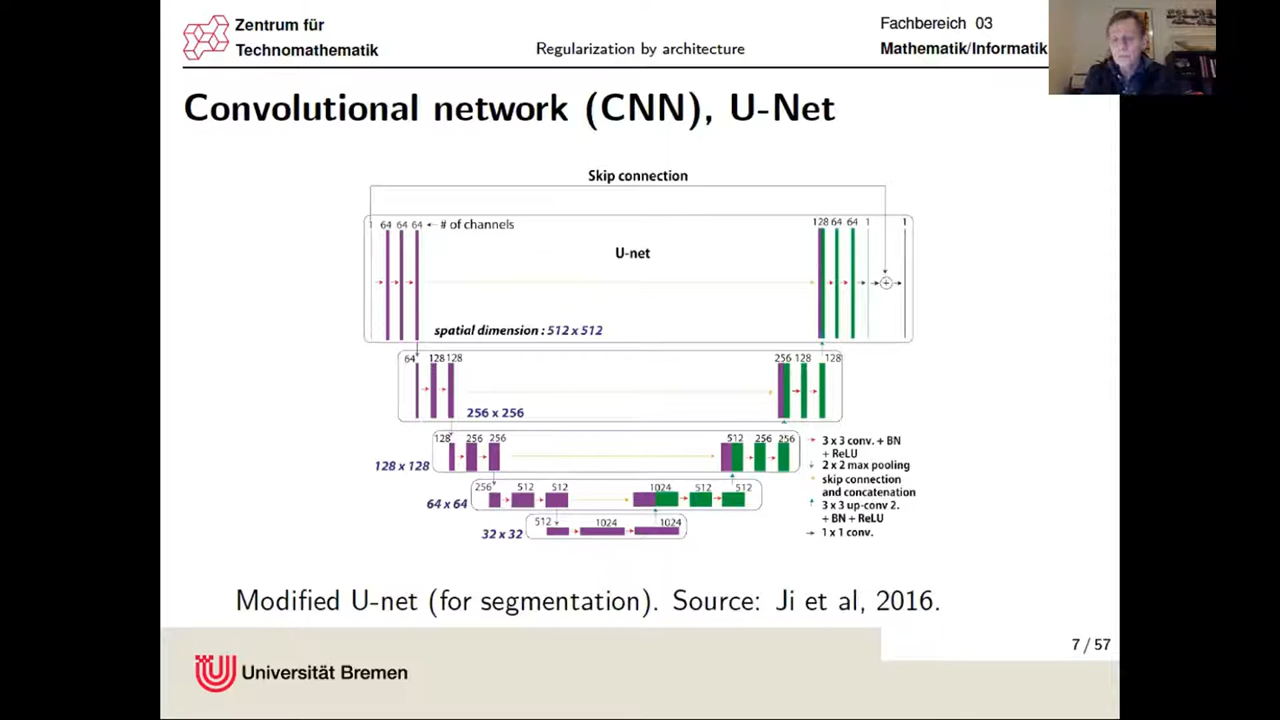 Zentrum für
Technomathematik
Regularization by architecture
Fachbereich 03
Mathematik/Informatik
Convolutional network (CNN), U-Net
Skip connection
1 64 64 64 ← # of channels
128 64 64 1 1
U-net
spatial dimension : 512 x 512
64 128 128
256 128 128
256 x 256
128 256 256
512 256 256
128 x 128
256 512 512
1024 512 512
64 x 64
512 1024 1024
32 x 32
3 x 3 conv. + BN
+ ReLU
2 x 2 max pooling
skip connection
and concatenation
3 x 3 up-conv 2.
+ BN + ReLU
1 x 1 conv.
Modified U-net (for segmentation). Source: Ji et al, 2016.
7 / 57
Universität Bremen